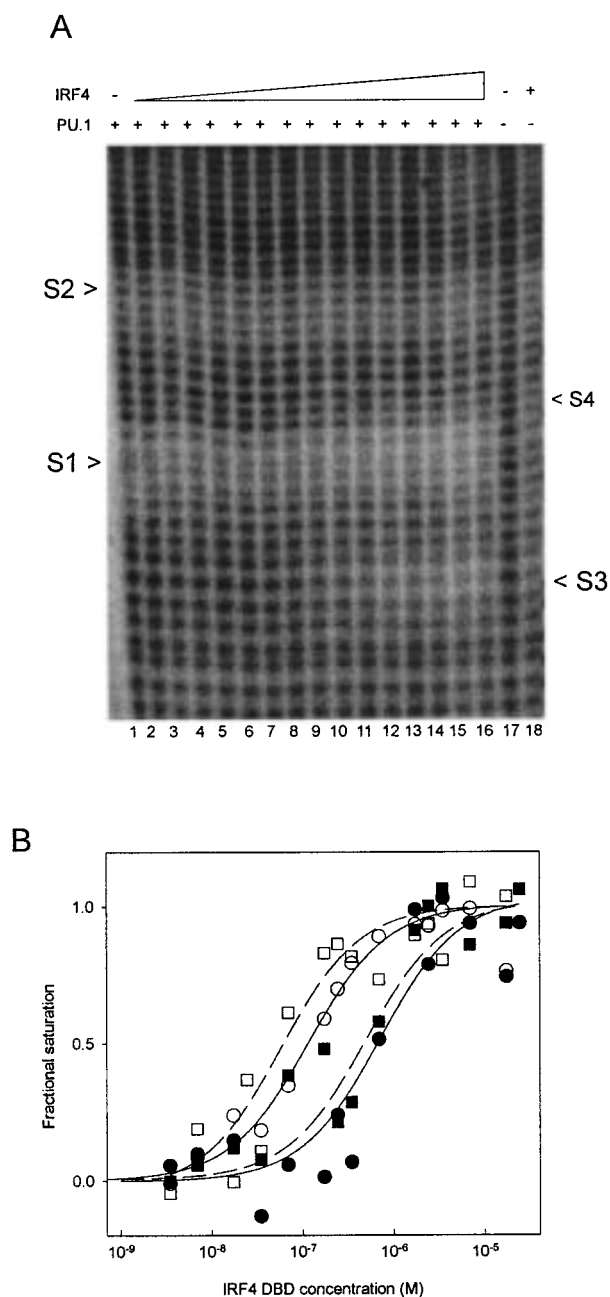 A
IRF4 - - +
PU.1 + + + + + + + + + + + + + + + + - -
S2 >
< S4
S1 >
< S3
1 2 3 4 5 6 7 8 9 10 11 12 13 14 15 16 17 18
B
Fractional saturation
1.0
0.5
0.0
10-9 10-8 10-7 10-6 10-5
IRF4 DBD concentration (M)